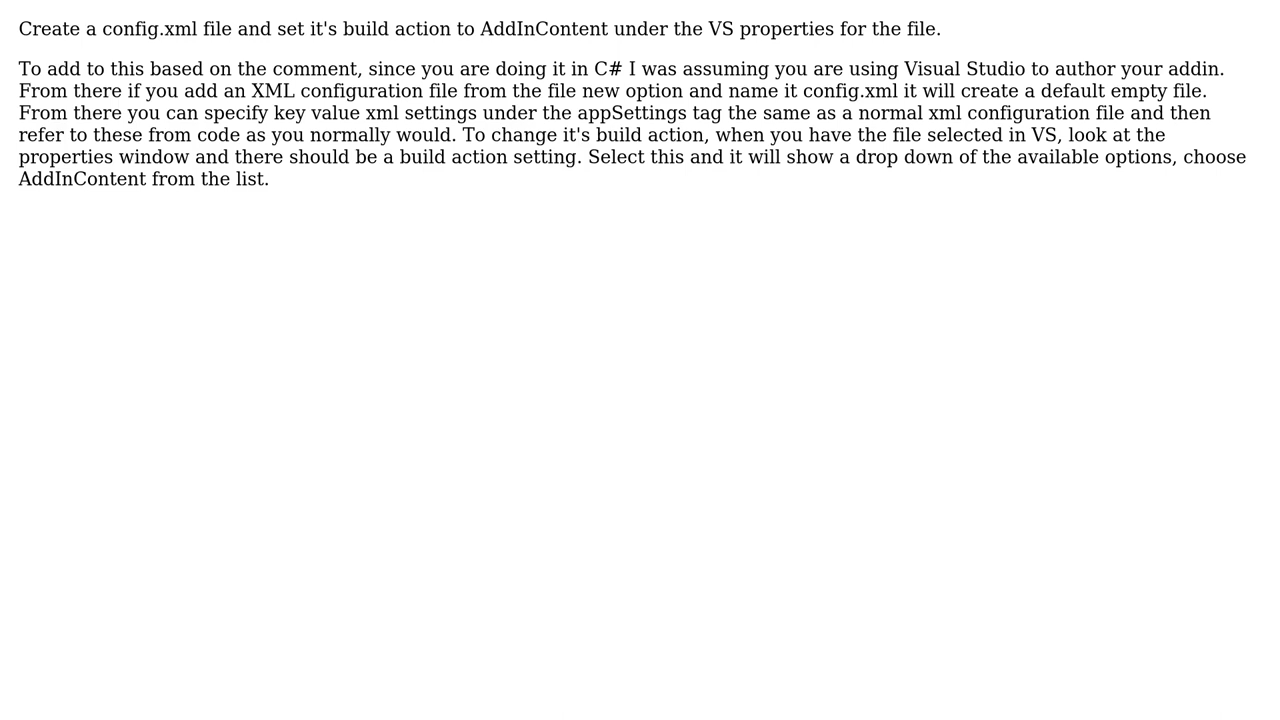 Create a config.xml file and set it's build action to AddInContent under the VS properties for the file.
To add to this based on the comment, since you are doing it in C# I was assuming you are using Visual Studio to author your addin.
From there if you add an XML configuration file from the file new option and name it config.xml it will create a default empty file.
From there you can specify key value xml settings under the appSettings tag the same as a normal xml configuration file and then
refer to these from code as you normally would. To change it's build action, when you have the file selected in VS, look at the
properties window and there should be a build action setting. Select this and it will show a drop down of the available options, choose
AddInContent from the list.